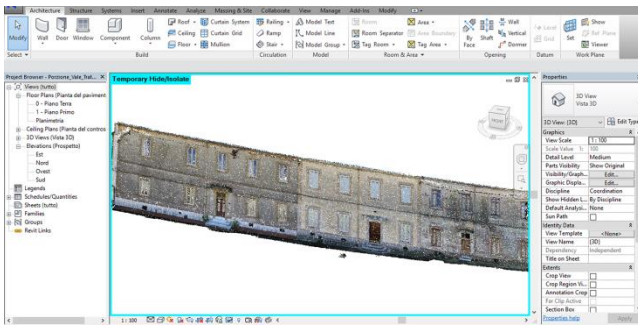 Architecture Structure Insert Annotate Analyze Massing & Site Collaborate View Manage Add-Ins Modify
Modify Wall Door Window Component Column
Roof Ceiling Floor
Curtain System Curtain Grid Mullion
Railing Ramp Stair
Model Text Model Line Model Group
Room Room Separator Tag Room
Area Area Boundary Tag Area
By Face Shaft Wall Vertical Dormer
Level Grid
Set Show Ref Plane Viewer
Select Build Circulation Model Room & Area Opening Datum Work Plane
Project Browser - Porzione_Vele_frat...
Views (tutto)
Floor Plans (Pianta del paviment
0 - Piano Terra
1 - Piano Primo
Planimetria
Ceiling Plans (Pianta del contros
3D Views (Vista 3D)
Elevations (Prospetto)
Est
Nord
Ovest
Sud
Legends
Schedules/Quantities
Sheets (tutto)
Families
Groups
Revit Links
Temporary Hide/Isolate
FRONT
1 : 100
Properties
3D View
Vista 3D
3D View: {3D} Edit Type
Graphics
View Scale 1 : 100
Scale Value 1: 100
Detail Level Medium
Parts Visibility Show Original
Visibility/Graph... Edit...
Graphic Displa... Edit...
Discipline Coordination
Show Hidden L... By Discipline
Default Analysi... None
Sun Path
Identity Data
View Template <None>
View Name {3D}
Dependency Independent
Title on Sheet
Extents
Crop View
Crop Region Vi...
Annotation Crop
Far Clip Active
Section Box
Properties help Apply